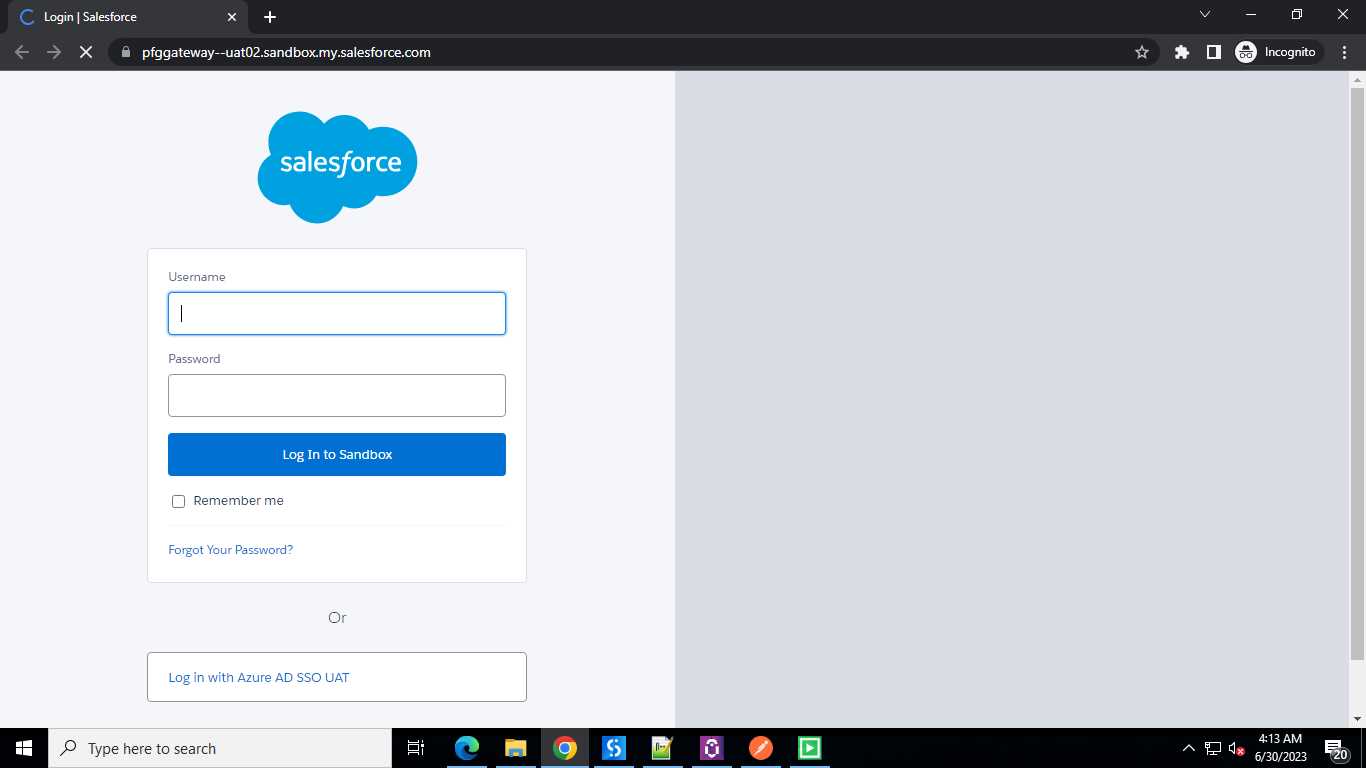 Login | Salesforce
pfggateway--uat02.sandbox.my.salesforce.com
Incognito
salesforce
Username
Password
Log In to Sandbox
Remember me
Forgot Your Password?
Or
Log in with Azure AD SSO UAT
Type here to search
4:13 AM
6/30/2023
20